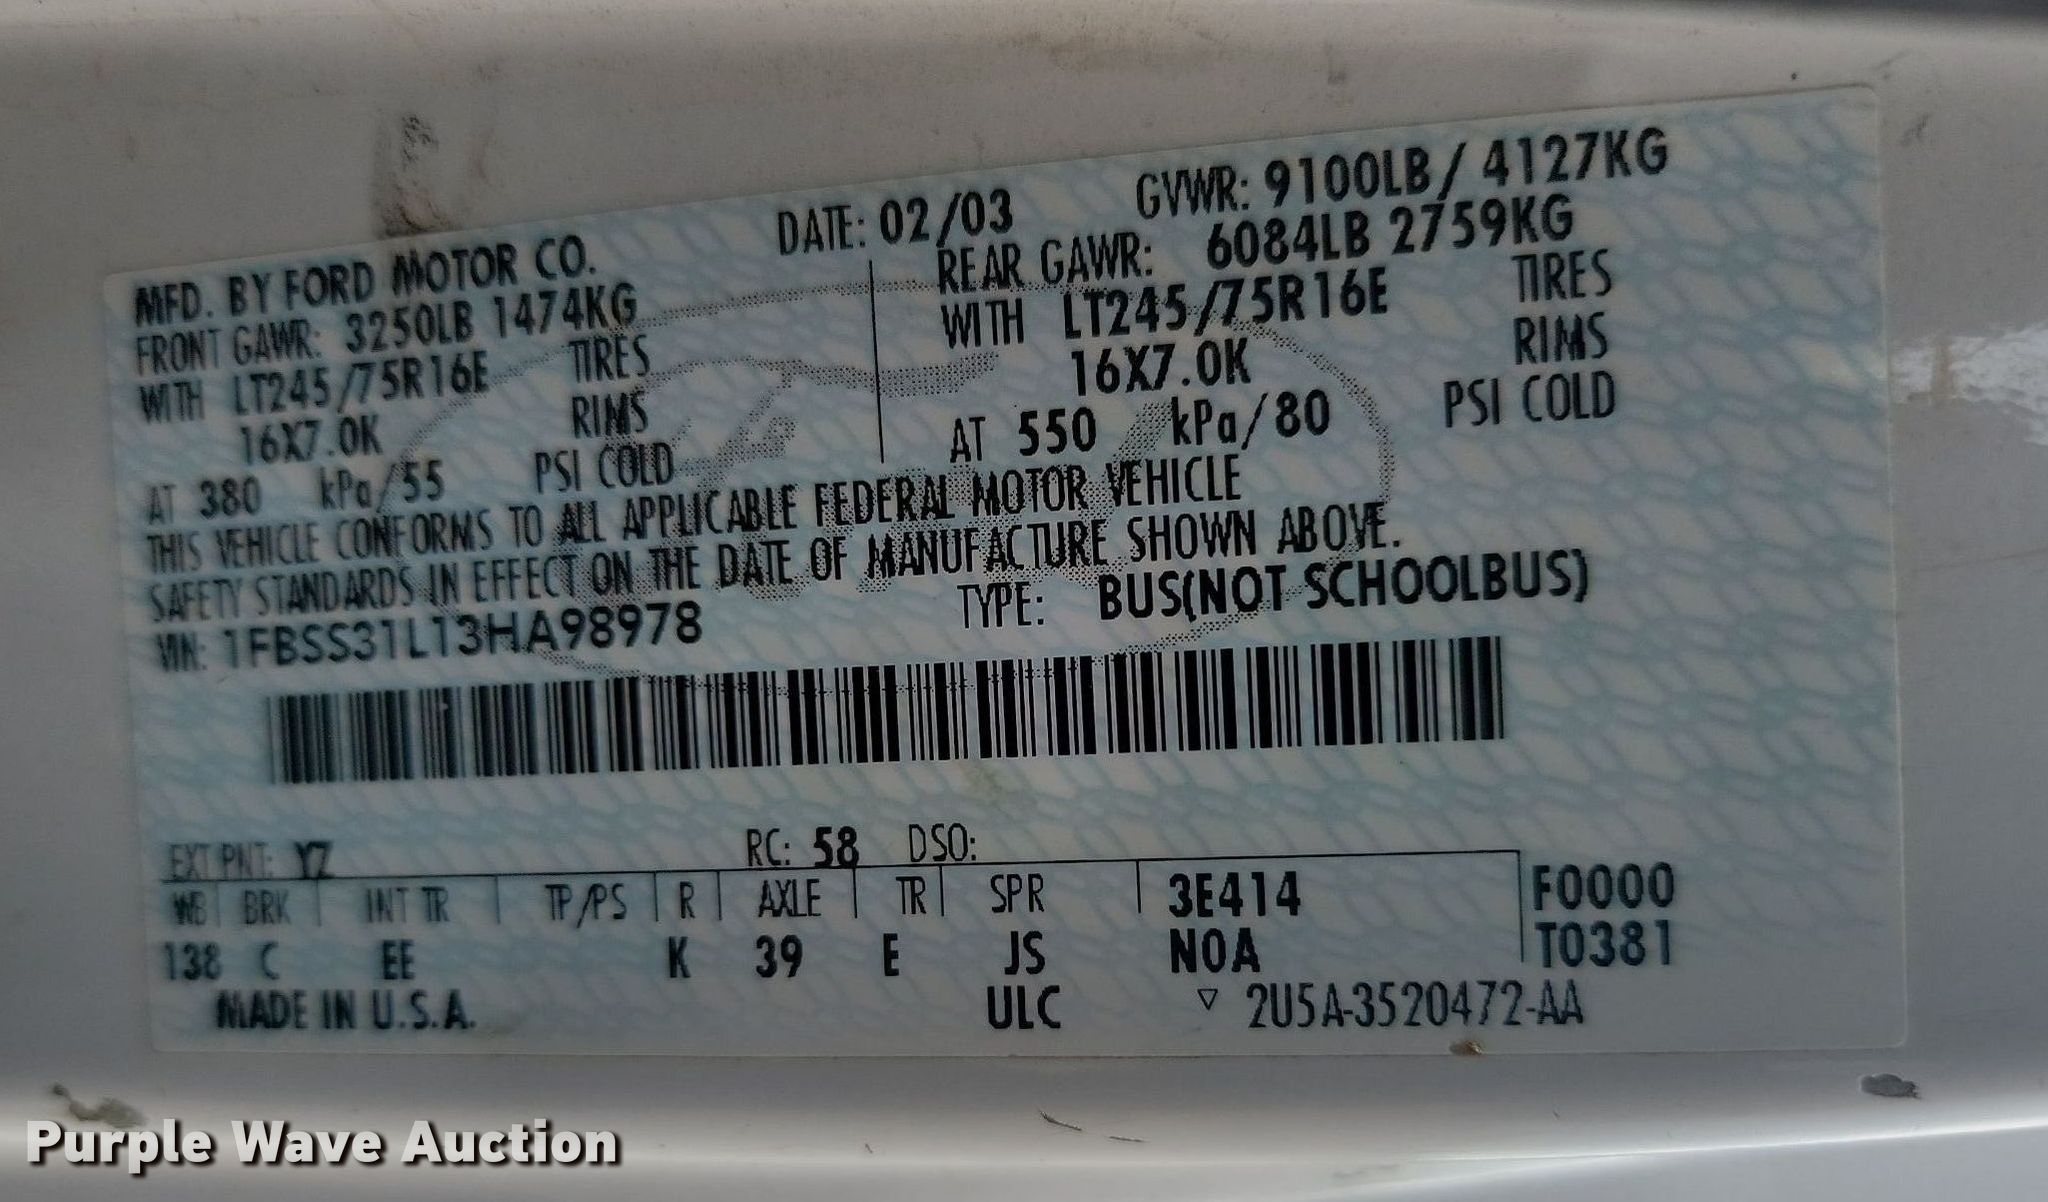 DATE: 02/03 GVWR: 9100LB/ 4127KG
MFD. BY FORD MOTOR CO.
FRONT GAWR: 3250LB 1474KG
WITH LT245/75R16E TIRES
16X7.0K RIMS
AT 380 kPa/55 PSI COLD
REAR GAWR: 6084LB 2759KG
WITH LT245/75R16E TIRES
16X7.0K RIMS
AT 550 kPa/80 PSI COLD
THIS VEHICLE CONFORMS TO ALL APPLICABLE FEDERAL MOTOR VEHICLE
SAFETY STANDARDS IN EFFECT ON THE DATE OF MANUFACTURE SHOWN ABOVE.
VIN: 1FBSS31L13HA98978 TYPE: BUS(NOT SCHOOLBUS)
EXT PNT: YZ RC: 58 DSO:
WB BRK INT TR TP/PS R AXLE TR SPR 3E414 F0000
138 C EE K 39 E JS N0A T0381
MADE IN U.S.A. ULC ▽ 2U5A-3520472-AA
Purple Wave Auction